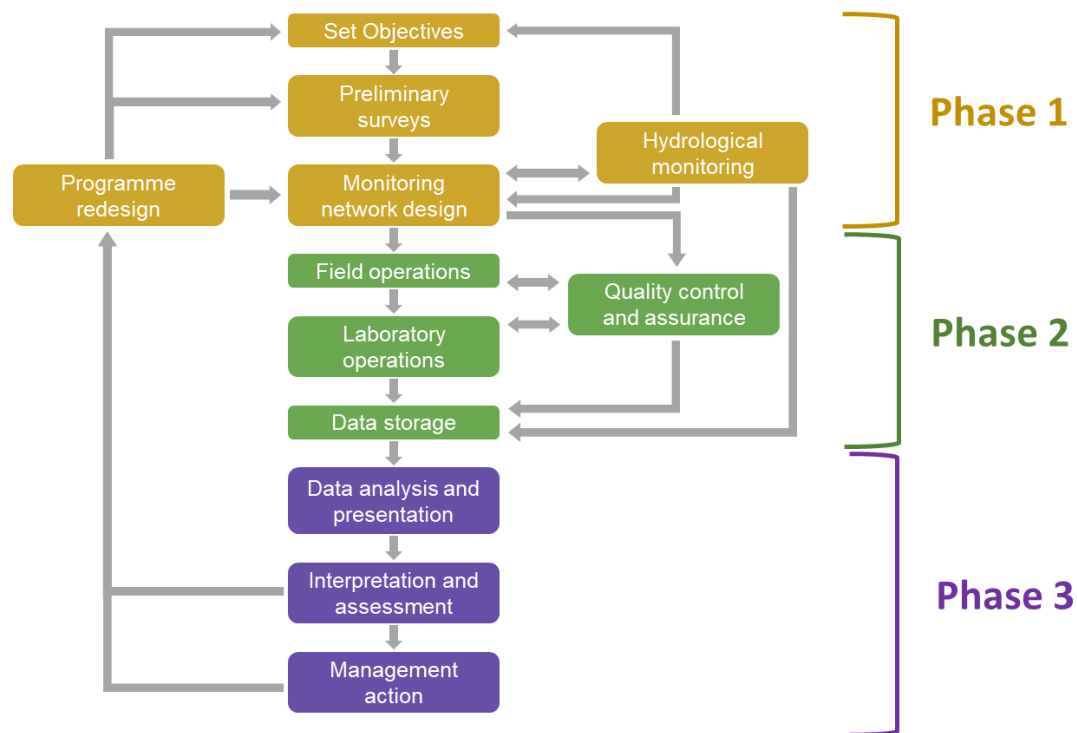 Set Objectives
Preliminary
surveys
Hydrological
monitoring
Phase 1
Programme
redesign
Monitoring
network design
Field operations
Quality control
and assurance
Laboratory
operations
Phase 2
Data storage
Data analysis and
presentation
Interpretation and
assessment
Phase 3
Management
action